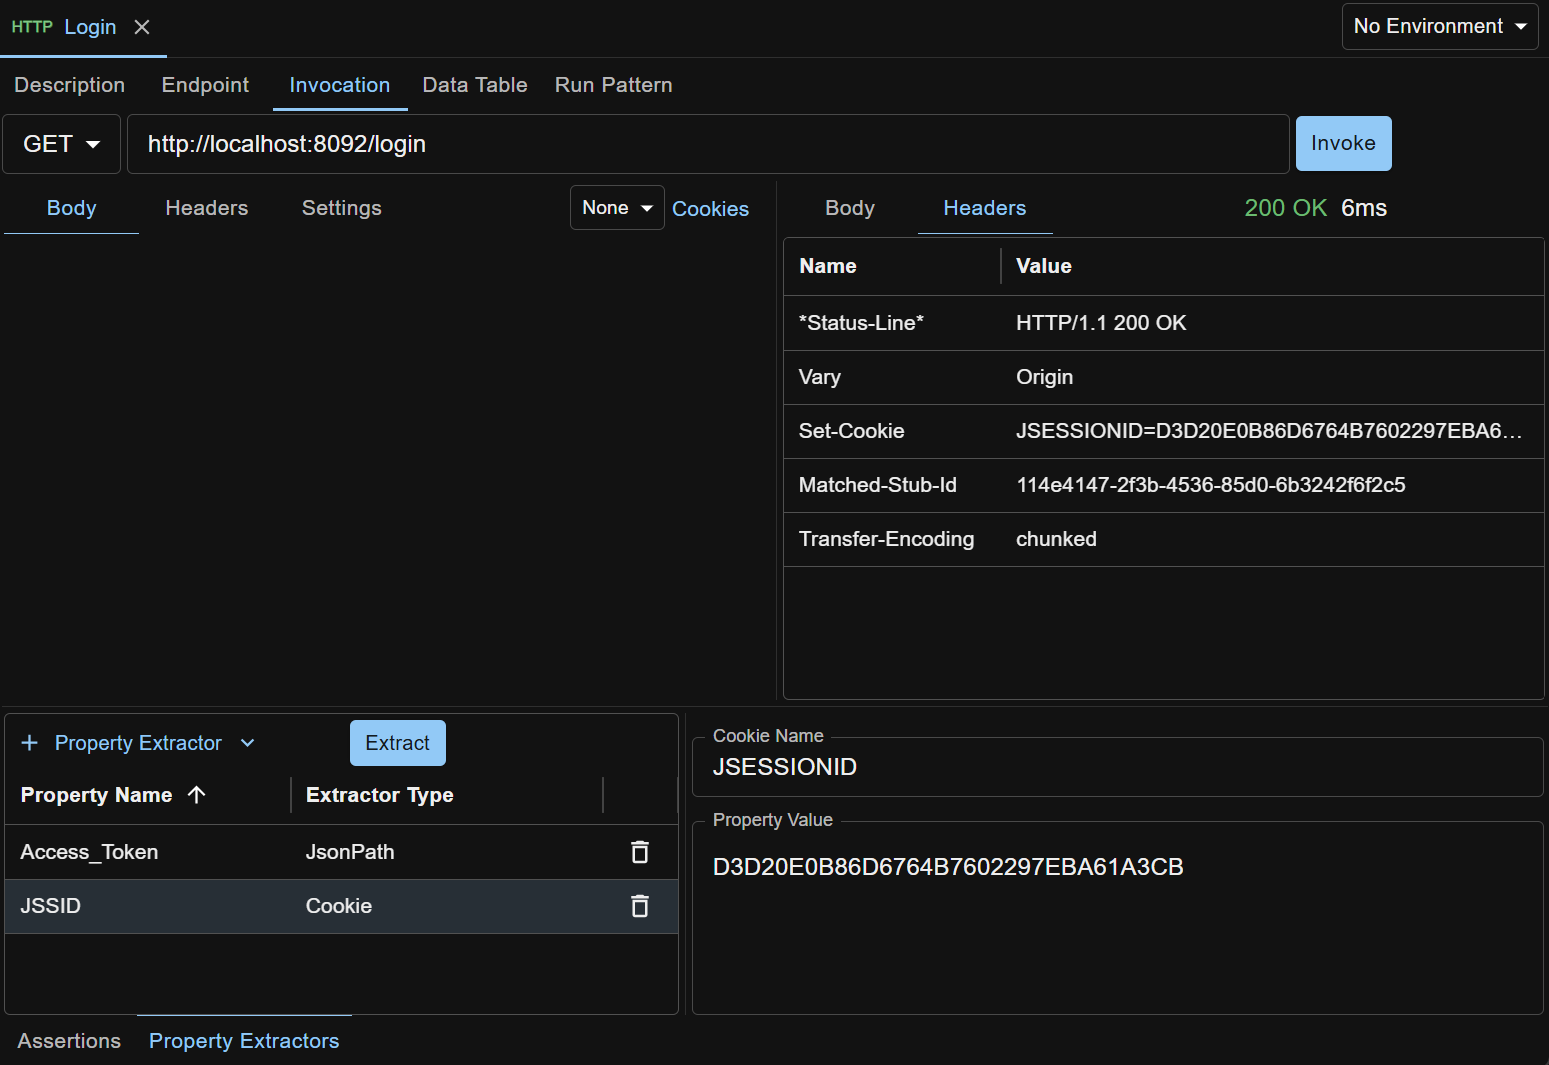 HTTP Login
No Environment
Description Endpoint Invocation Data Table Run Pattern
GET http://localhost:8092/login Invoke
Body Headers Settings None Cookies
Body Headers 200 OK 6ms
Name Value
*Status-Line* HTTP/1.1 200 OK
Vary Origin
Set-Cookie JSESSIONID=D3D20E0B86D6764B7602297EBA6...
Matched-Stub-Id 114e4147-2f3b-4536-85d0-6b3242f6f2c5
Transfer-Encoding chunked
+ Property Extractor Extract
Property Name Extractor Type
Access_Token JsonPath
JSSID Cookie
Cookie Name
JSESSIONID
Property Value
D3D20E0B86D6764B7602297EBA61A3CB
Assertions Property Extractors